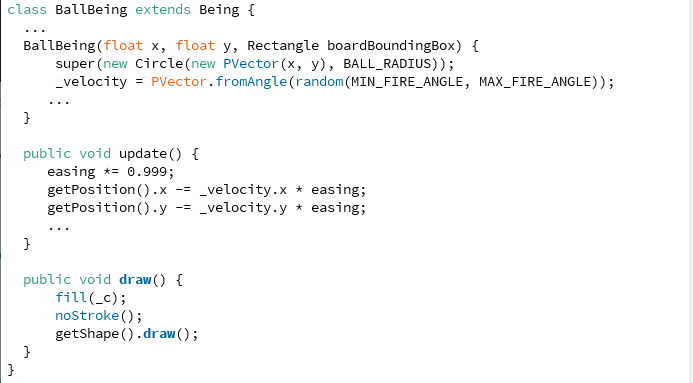 class BallBeing extends Being {
  ...
  BallBeing(float x, float y, Rectangle boardBoundingBox) {
      super(new Circle(new PVector(x, y), BALL_RADIUS));
      _velocity = PVector.fromAngle(random(MIN_FIRE_ANGLE, MAX_FIRE_ANGLE));
     ...
  }

  public void update() {
     easing *= 0.999;
     getPosition().x -= _velocity.x * easing;
     getPosition().y -= _velocity.y * easing;
     ...
  }

  public void draw() {
      fill(_c);
      noStroke();
      getShape().draw();
  }
}